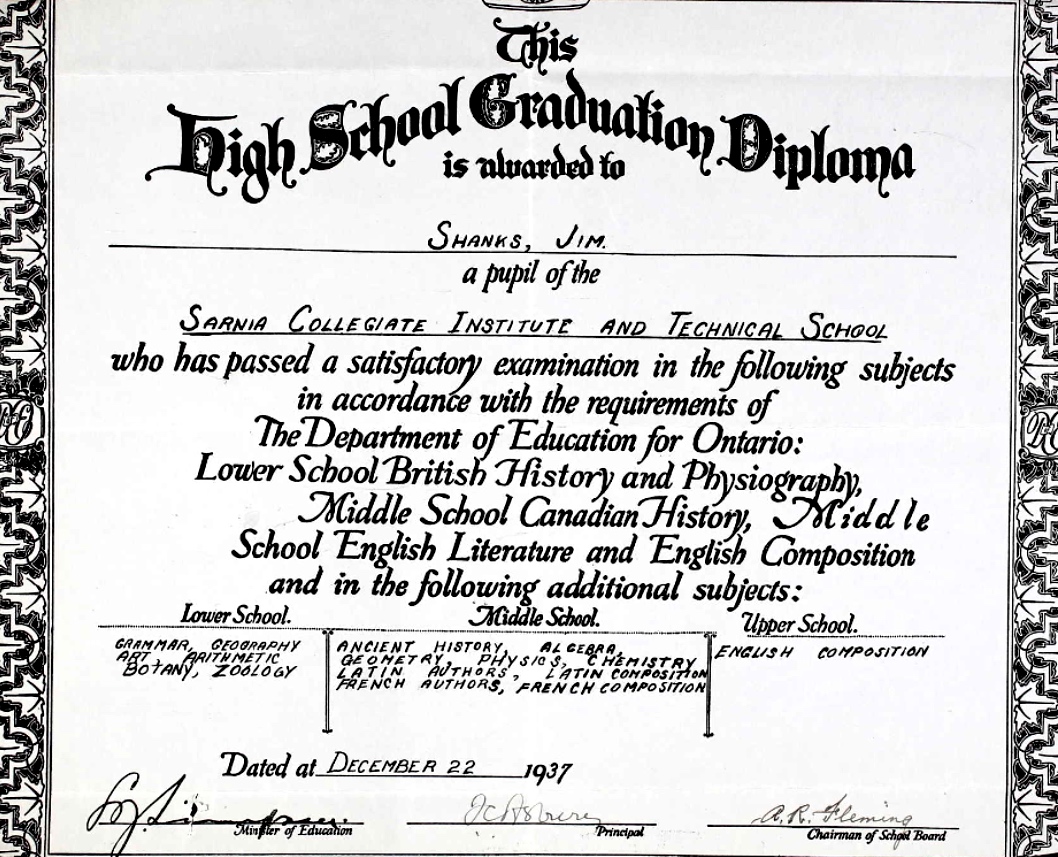 This
High School Graduation Diploma
is awarded to
SHANKS, JIM.
a pupil of the
SARNIA COLLEGIATE INSTITUTE AND TECHNICAL SCHOOL
who has passed a satisfactory examination in the following subjects
in accordance with the requirements of
The Department of Education for Ontario:
Lower School British History and Physiography,
Middle School Canadian History, Middle
School English Literature and English Composition
and in the following additional subjects:
Lower School. Middle School. Upper School.
GRAMMAR, GEOGRAPHY
ART ARITHMETIC
BOTANY, ZOOLOGY
ANCIENT HISTORY, ALGEBRA,
GEOMETRY, PHYSICS, CHEMISTRY
LATIN AUTHORS, LATIN COMPOSITION
FRENCH AUTHORS, FRENCH COMPOSITION
ENGLISH COMPOSITION
Dated at DECEMBER 22 1937
A. R. Fleming
Minister of Education Principal Chairman of School Board